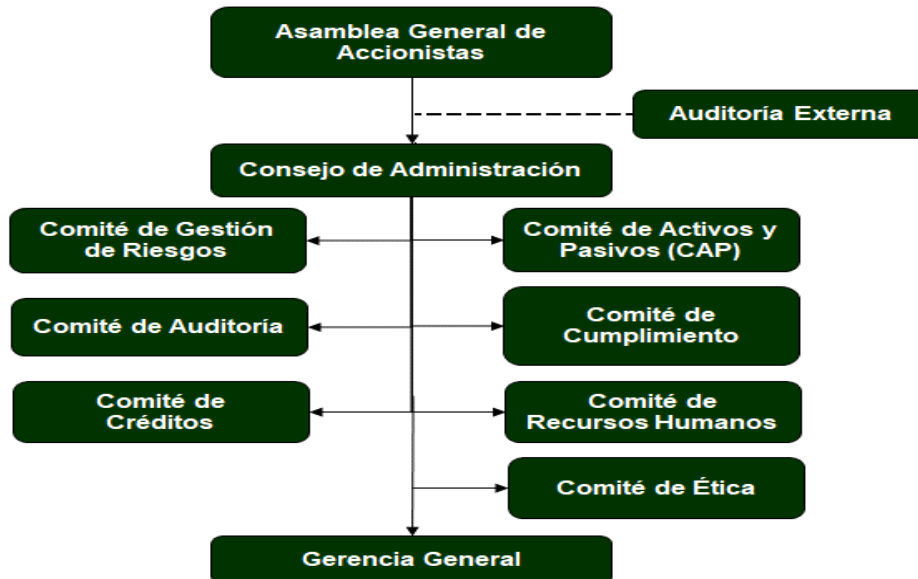 Asamblea General de
Accionistas
Auditoría Externa
Consejo de Administración
Comité de Gestión
de Riesgos
Comité de Activos y
Pasivos (CAP)
Comité de Auditoría
Comité de
Cumplimiento
Comité de
Créditos
Comité de
Recursos Humanos
Comité de Ética
Gerencia General